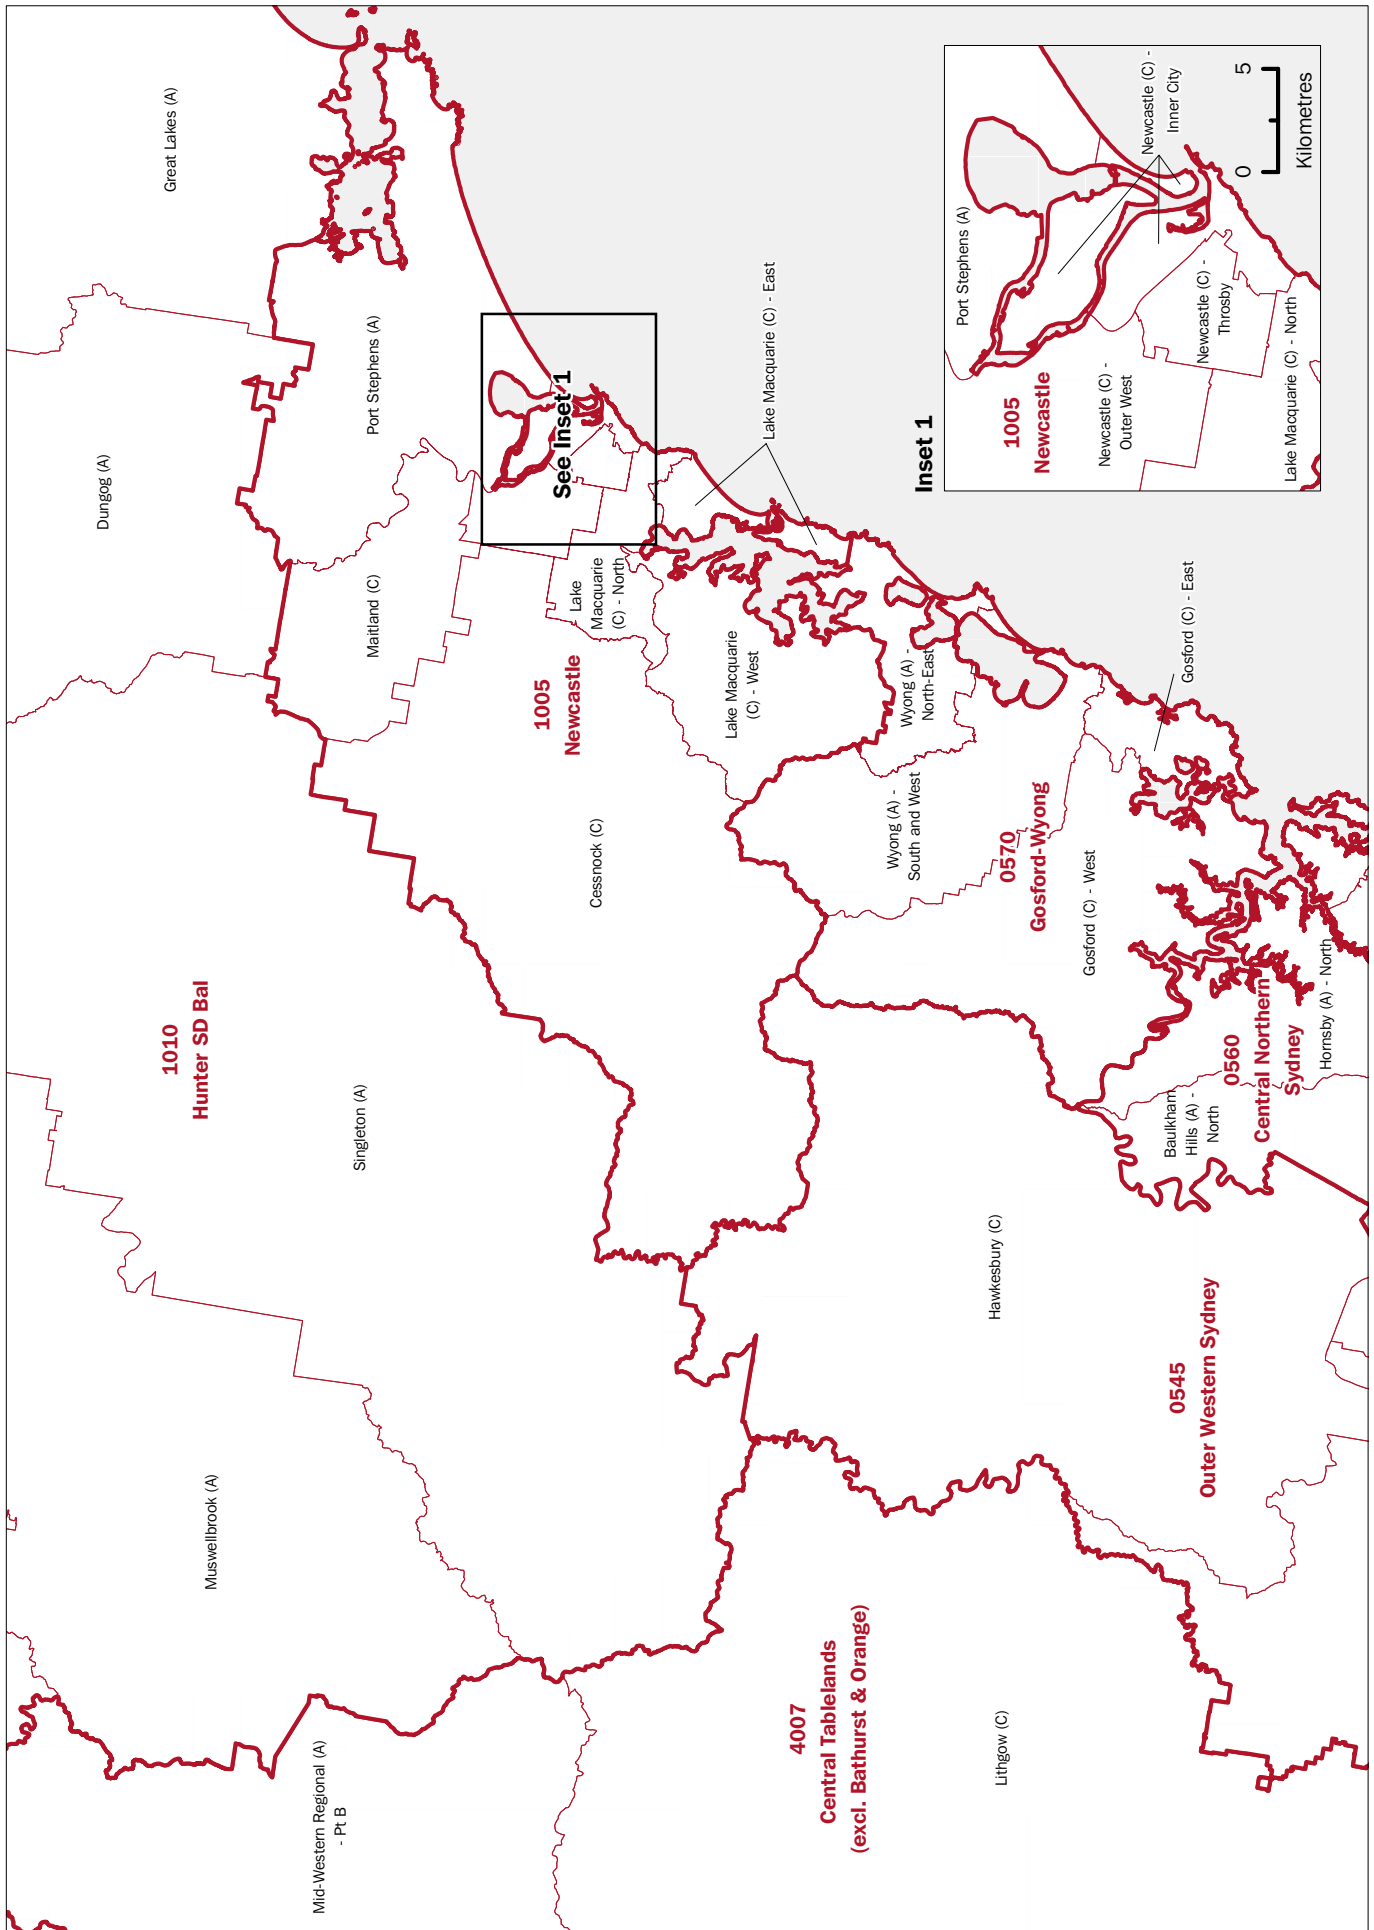 Great Lakes (A)
Dungog (A)
Port Stephens (A)
Maitland (C)
See Inset 1
Lake Macquarie (C) - East
Lake
Macquarie
(C) - North
1005
Newcastle
Lake Macquarie
(C) - West
Cessnock (C)
Wyong (A) -
North-East
Wyong (A) -
South and West
0570
Gosford-Wyong
Gosford (C) - East
Gosford (C) - West
1010
Hunter SD Bal
Singleton (A)
Muswellbrook (A)
Mid-Western Regional (A)
- Pt B
4007
Central Tablelands
(excl. Bathurst & Orange)
Lithgow (C)
Hawkesbury (C)
0545
Outer Western Sydney
Baulkham
Hills (A) -
North
0560
Central Northern
Sydney
Hornsby (A) - North
Inset 1
1005
Newcastle
Port Stephens (A)
Newcastle (C) -
Inner City
Newcastle (C) -
Outer West
Newcastle (C) -
Throsby
Lake Macquarie (C) - North
0 5
Kilometres